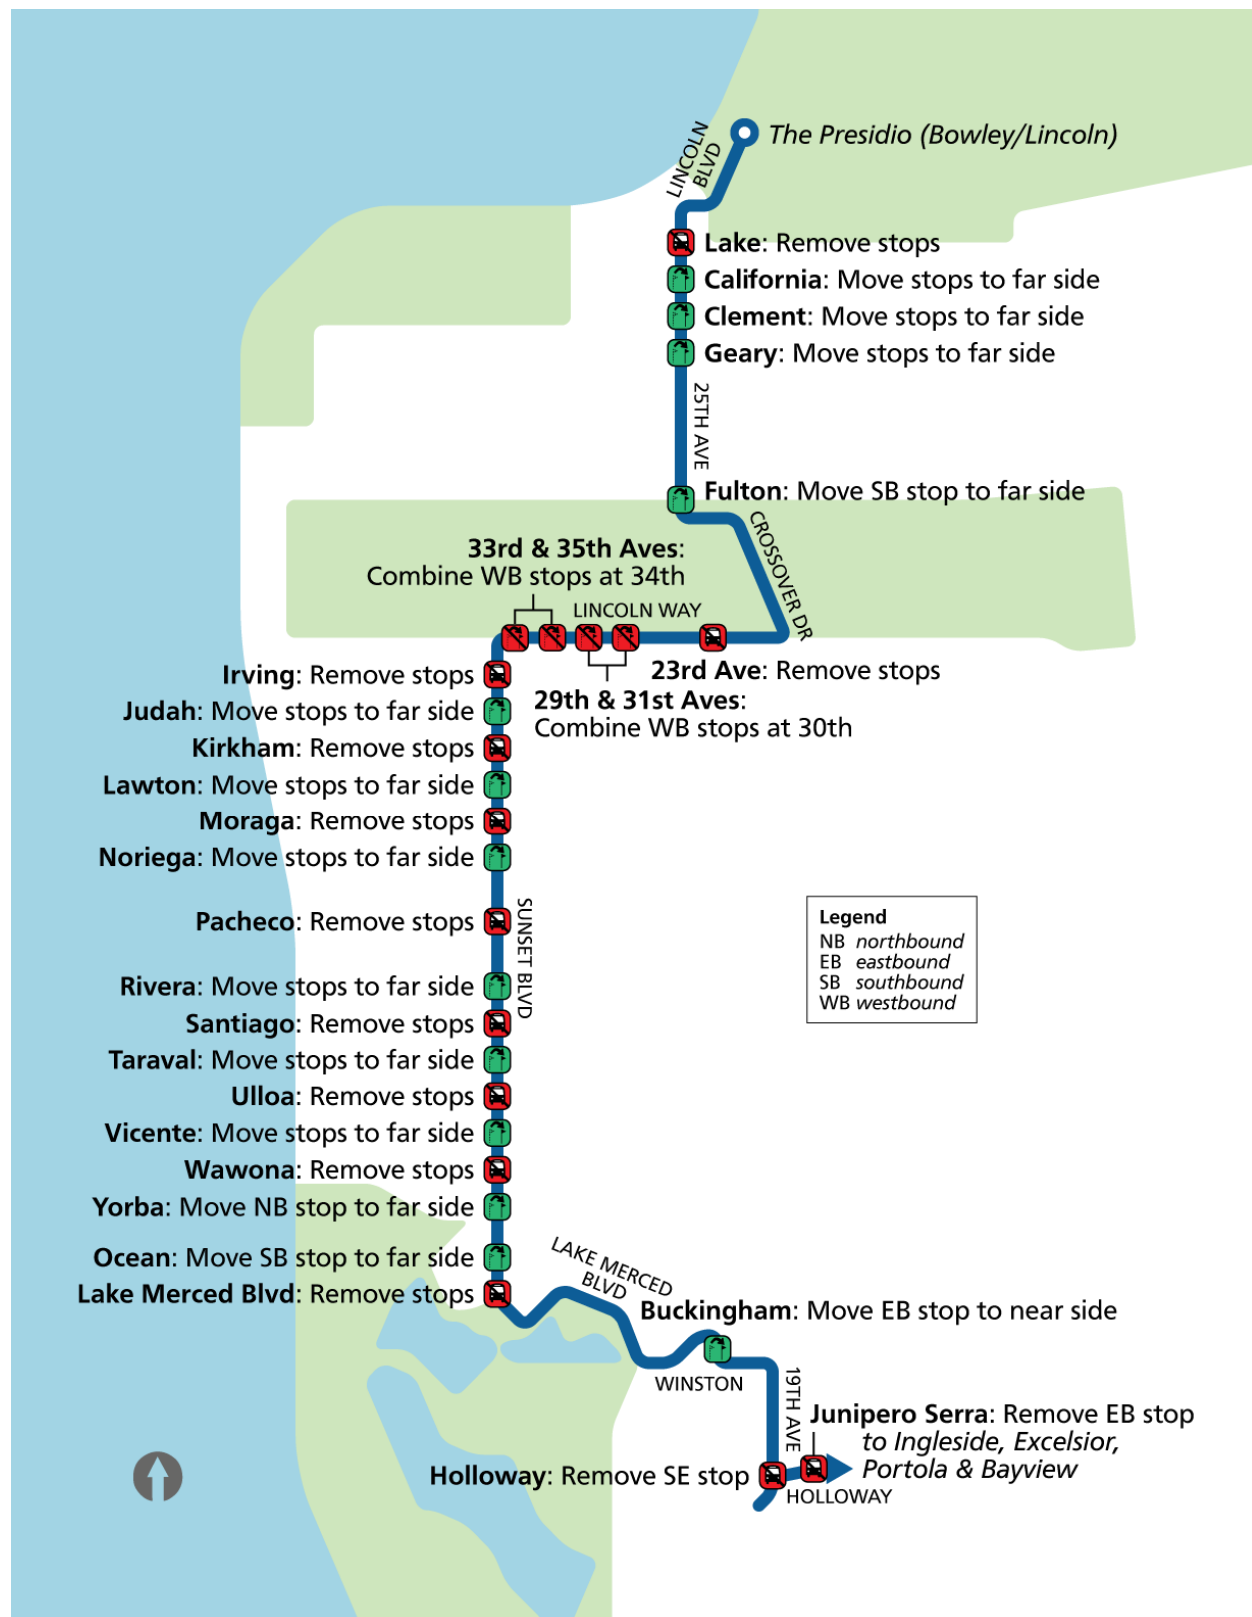 LINCOLN
BLVD
The Presidio (Bowley/Lincoln)
Lake: Remove stops
California: Move stops to far side
Clement: Move stops to far side
Geary: Move stops to far side
25TH AVE
Fulton: Move SB stop to far side
CROSSOVER DR
33rd & 35th Aves:
Combine WB stops at 34th
LINCOLN WAY
23rd Ave: Remove stops
29th & 31st Aves:
Combine WB stops at 30th
Irving: Remove stops
Judah: Move stops to far side
Kirkham: Remove stops
Lawton: Move stops to far side
Moraga: Remove stops
Noriega: Move stops to far side
Pacheco: Remove stops
SUNSET BLVD
Rivera: Move stops to far side
Santiago: Remove stops
Taraval: Move stops to far side
Ulloa: Remove stops
Vicente: Move stops to far side
Wawona: Remove stops
Yorba: Move NB stop to far side
Ocean: Move SB stop to far side
Lake Merced Blvd: Remove stops
Legend
NB northbound
EB eastbound
SB southbound
WB westbound
LAKE MERCED
BLVD
Buckingham: Move EB stop to near side
WINSTON
19TH AVE
Junipero Serra: Remove EB stop
to Ingleside, Excelsior,
Portola & Bayview
Holloway: Remove SE stop
HOLLOWAY